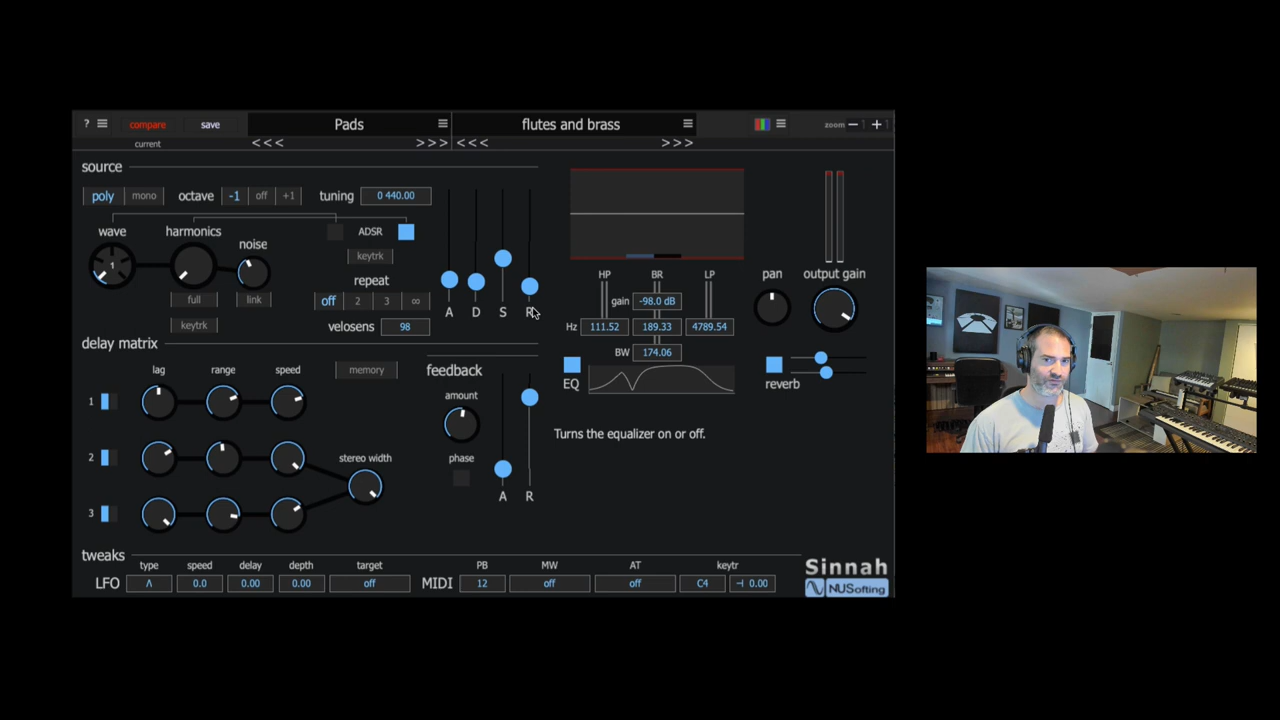 ? compare save Pads flutes and brass zoom − +
current <<< >>> <<< >>>
source
poly mono octave -1 off +1 tuning 0 440.00
wave harmonics ADSR
noise
1
keytrk
HP BR LP pan output gain
repeat
full link off 2 3 ∞ gain -98.0 dB
A D S R
keytrk velosens 98 Hz 111.52 189.33 4789.54
delay matrix
BW 174.06
lag range speed memory feedback
EQ reverb
amount
1
Turns the equalizer on or off.
2 stereo width phase
A R
3
tweaks type speed delay depth target PB MW AT keytr
LFO Λ 0.0 0.00 0.00 off MIDI 12 off off C4 ⊣ 0.00
Sinnah
NUSofting